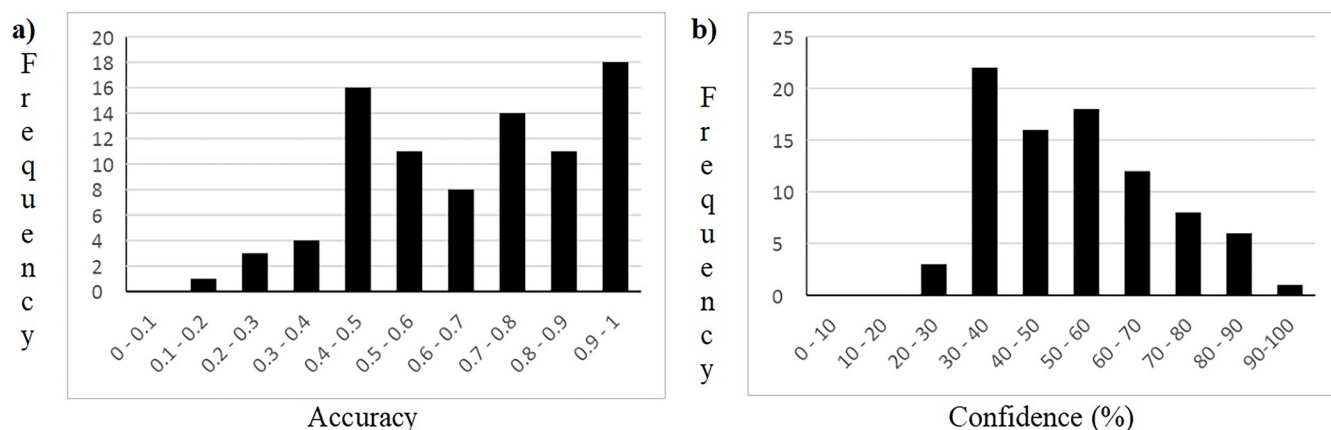 a)
Frequency
20
18
16
14
12
10
8
6
4
2
0
0 - 0.1
0.1 - 0.2
0.2 - 0.3
0.3 - 0.4
0.4 - 0.5
0.5 - 0.6
0.6 - 0.7
0.7 - 0.8
0.8 - 0.9
0.9 - 1
Accuracy
b)
Frequency
25
20
15
10
5
0
0 - 10
10 - 20
20 - 30
30 - 40
40 - 50
50 - 60
60 - 70
70 - 80
80 - 90
90-100
Confidence (%)